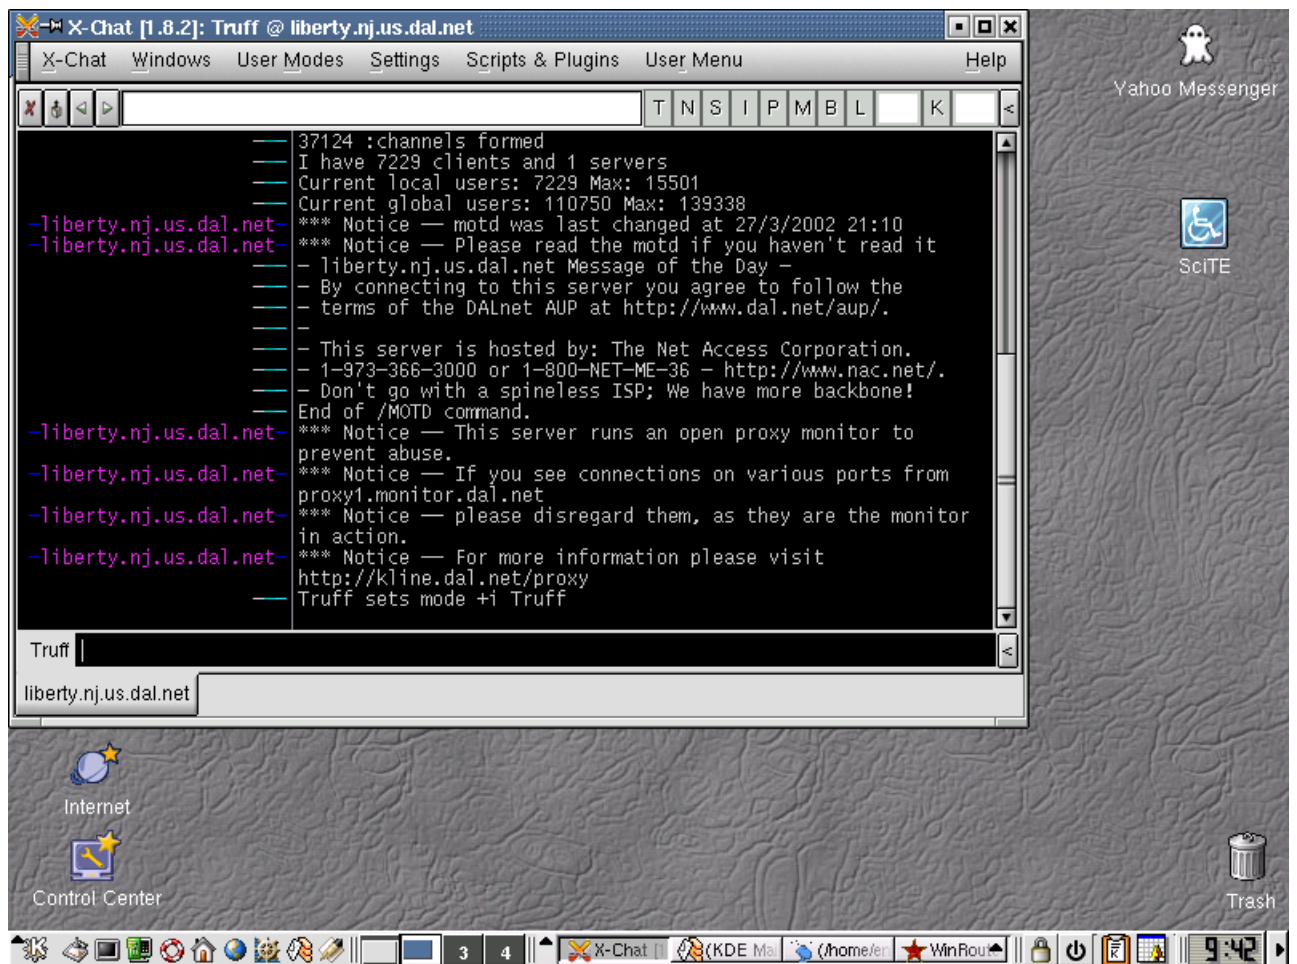 X-Chat [1.8.2]: Truff @ liberty.nj.us.dal.net
X-Chat Windows User Modes Settings Scripts & Plugins User Menu Help
T N S I P M B L K <
37124 :channels formed
I have 7229 clients and 1 servers
Current local users: 7229 Max: 15501
Current global users: 110750 Max: 139338
-liberty.nj.us.dal.net- *** Notice -- motd was last changed at 27/3/2002 21:10
-liberty.nj.us.dal.net- *** Notice -- Please read the motd if you haven't read it
- liberty.nj.us.dal.net Message of the Day -
- By connecting to this server you agree to follow the
- terms of the DALnet AUP at http://www.dal.net/aup/.
-
- This server is hosted by: The Net Access Corporation.
- 1-973-366-3000 or 1-800-NET-ME-36 - http://www.nac.net/.
- Don't go with a spineless ISP; We have more backbone!
End of /MOTD command.
-liberty.nj.us.dal.net- *** Notice -- This server runs an open proxy monitor to
prevent abuse.
-liberty.nj.us.dal.net- *** Notice -- If you see connections on various ports from
proxy1.monitor.dal.net
-liberty.nj.us.dal.net- *** Notice -- please disregard them, as they are the monitor
in action.
-liberty.nj.us.dal.net- *** Notice -- For more information please visit
http://kline.dal.net/proxy
Truff sets mode +i Truff
Truff <
liberty.nj.us.dal.net
Yahoo Messenger
SciTE
Internet
Control Center
Trash
3 4 X-Chat [1 (KDE Ma (/home/er WinRoute 9:42